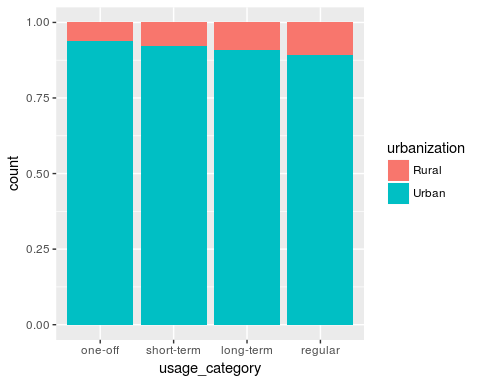 1.00
0.75
0.50
0.25
0.00
count
one-off short-term long-term regular
usage_category
urbanization
Rural
Urban